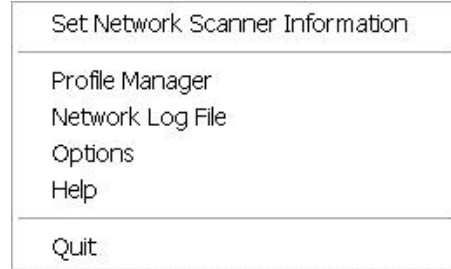 Set Network Scanner Information
Profile Manager
Network Log File
Options
Help
Quit